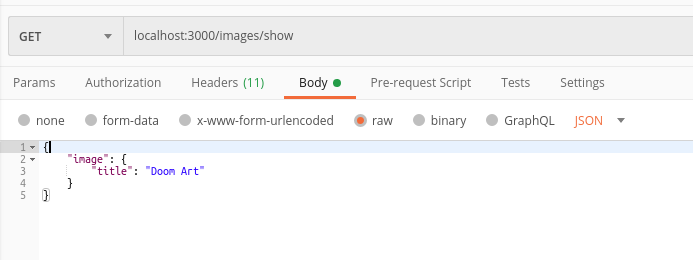 GET localhost:3000/images/show
Params Authorization Headers (11) Body Pre-request Script Tests Settings
none form-data x-www-form-urlencoded raw binary GraphQL JSON
1 {
2 "image": {
3 "title": "Doom Art"
4 }
5 }